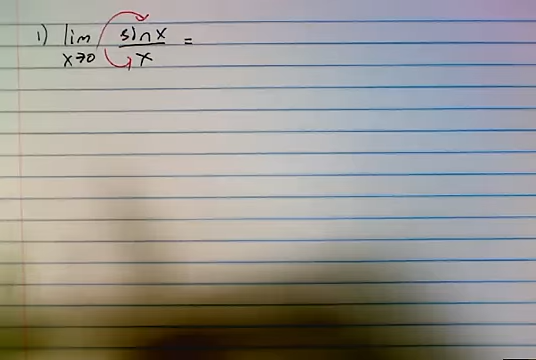 1) lim sin x =
x→0 x